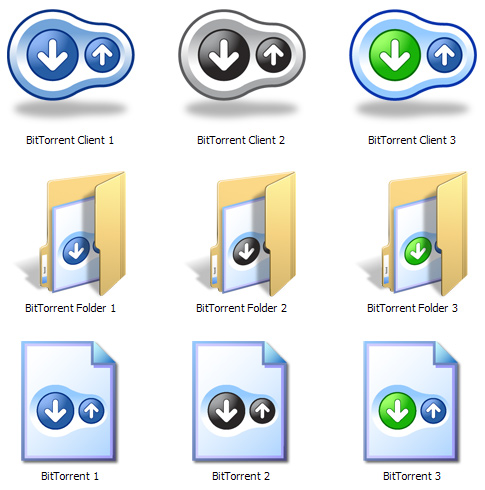 BitTorrent Client 1
BitTorrent Client 2
BitTorrent Client 3
BitTorrent Folder 1
BitTorrent Folder 2
BitTorrent Folder 3
BitTorrent 1
BitTorrent 2
BitTorrent 3